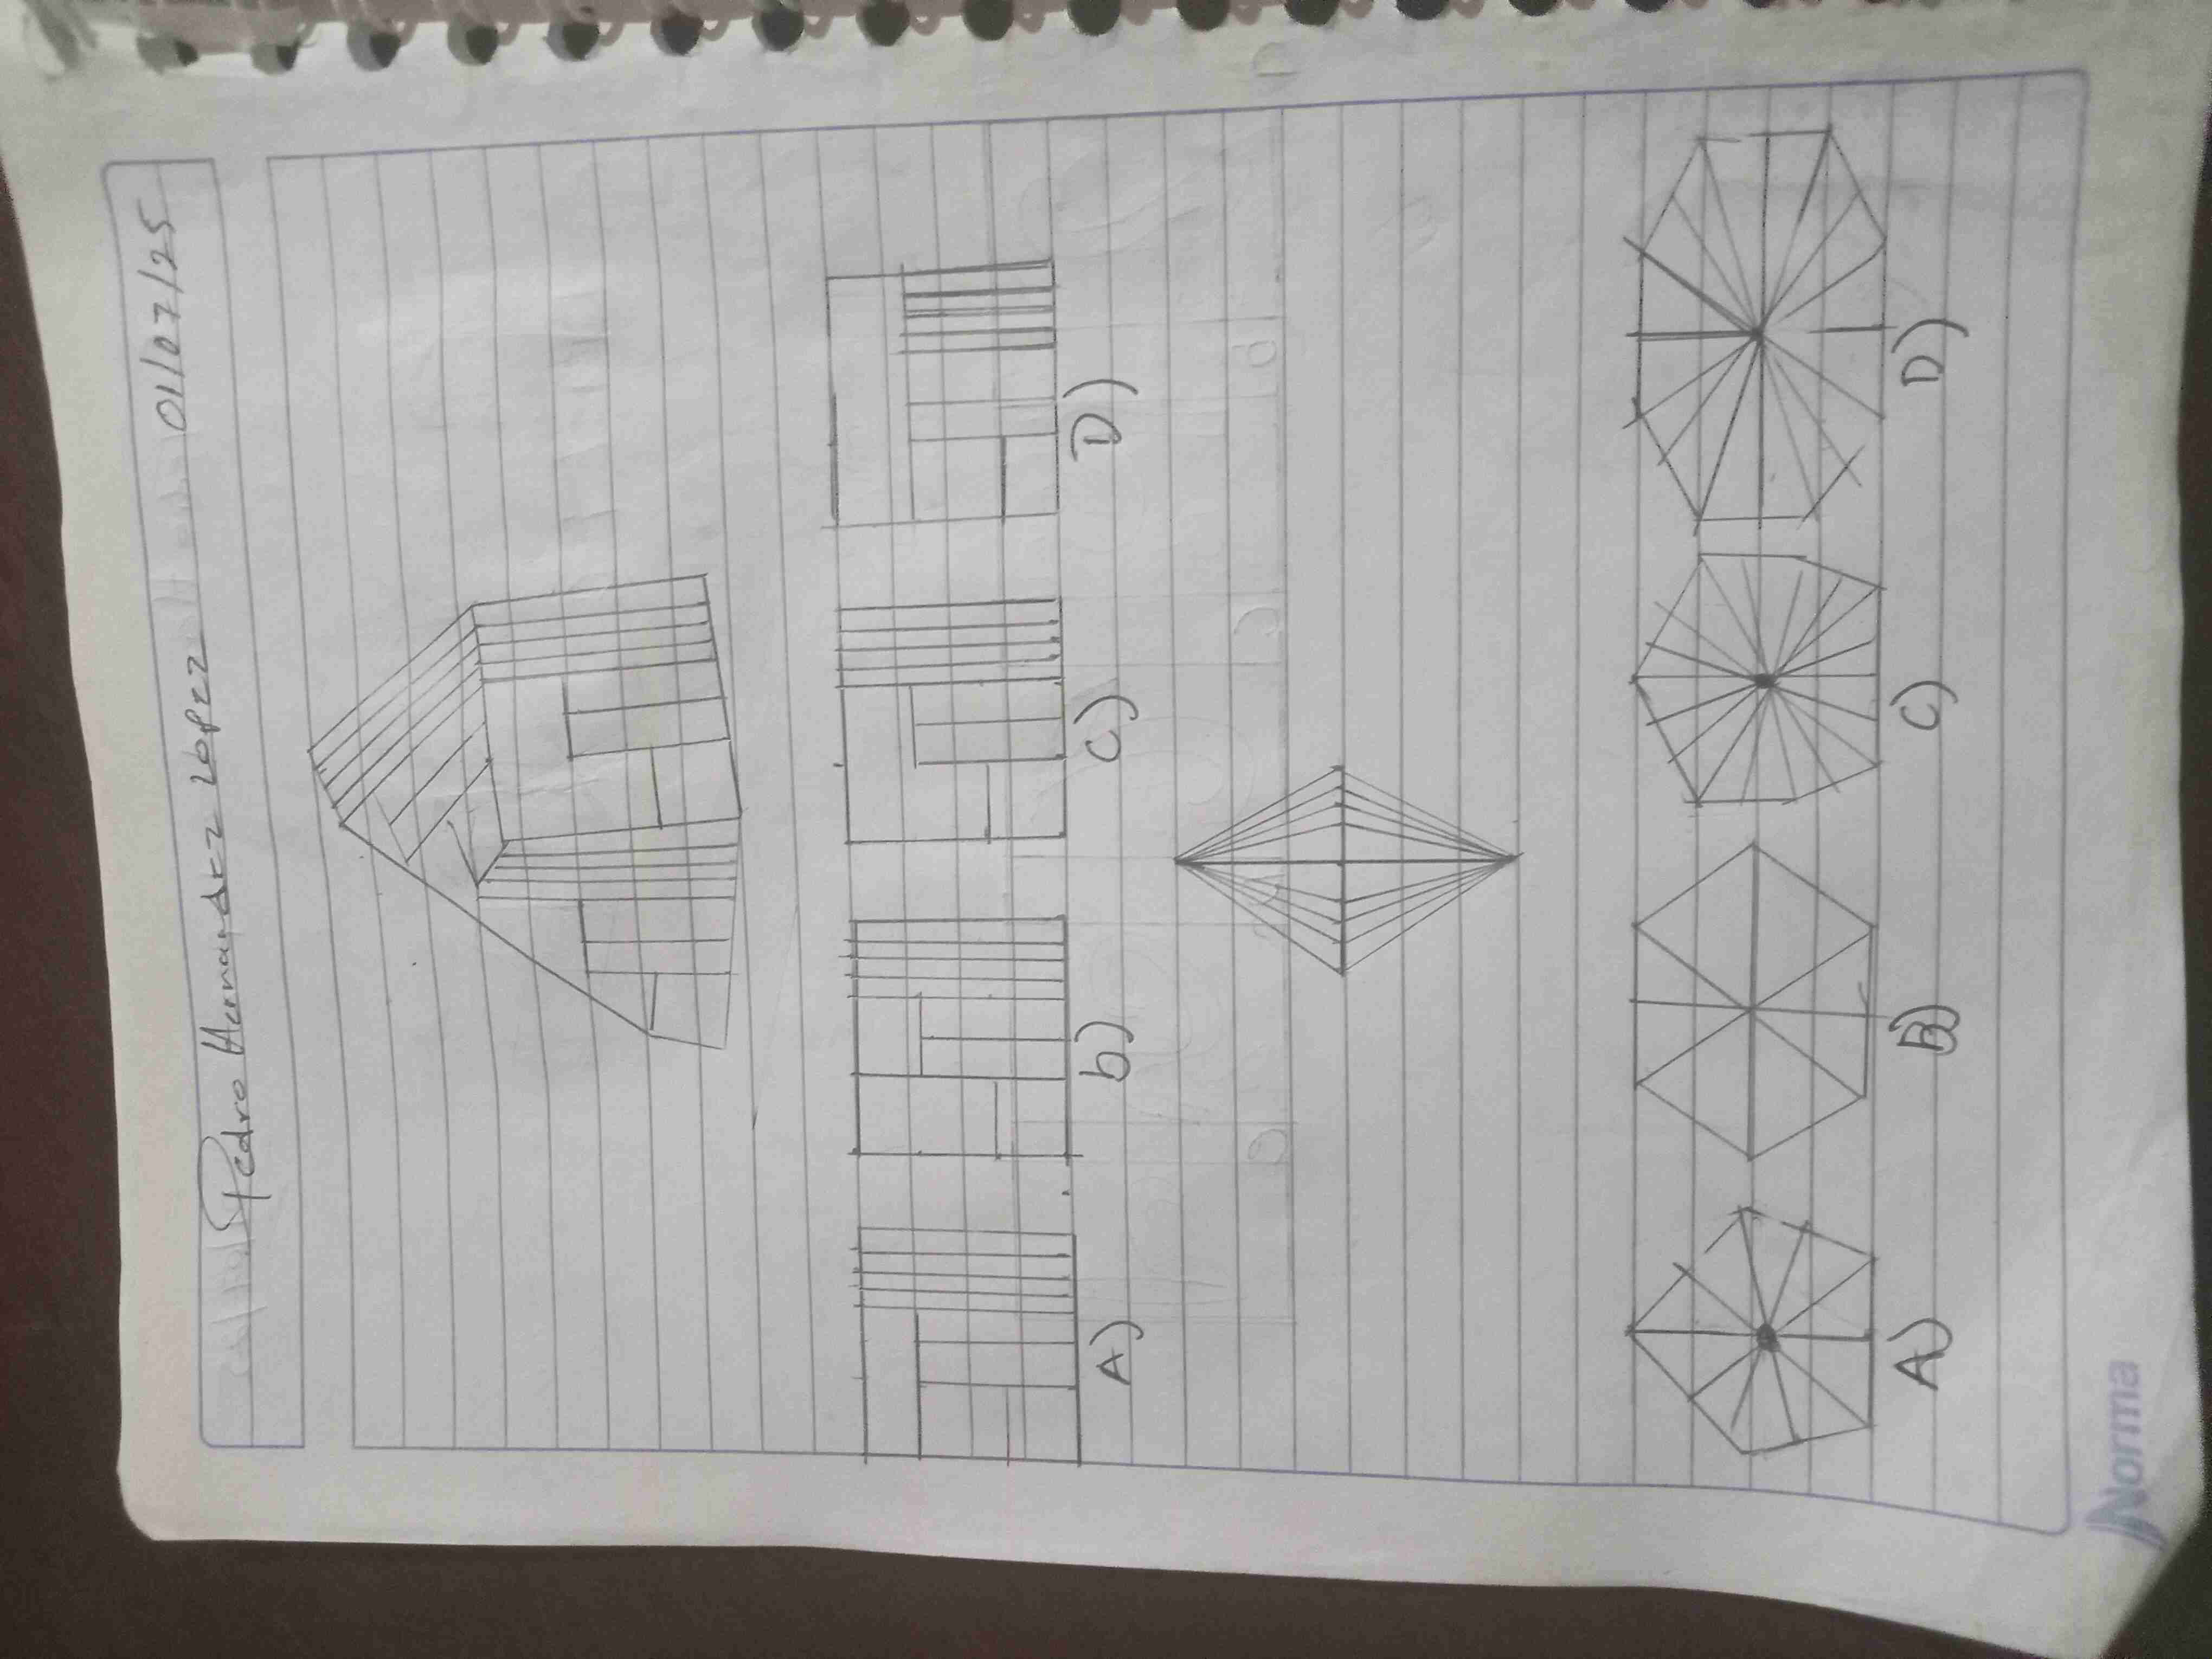 01/07/25
Pedro Hernandez Lopez
A) b) C) D)
A) B) C) D)
Norma